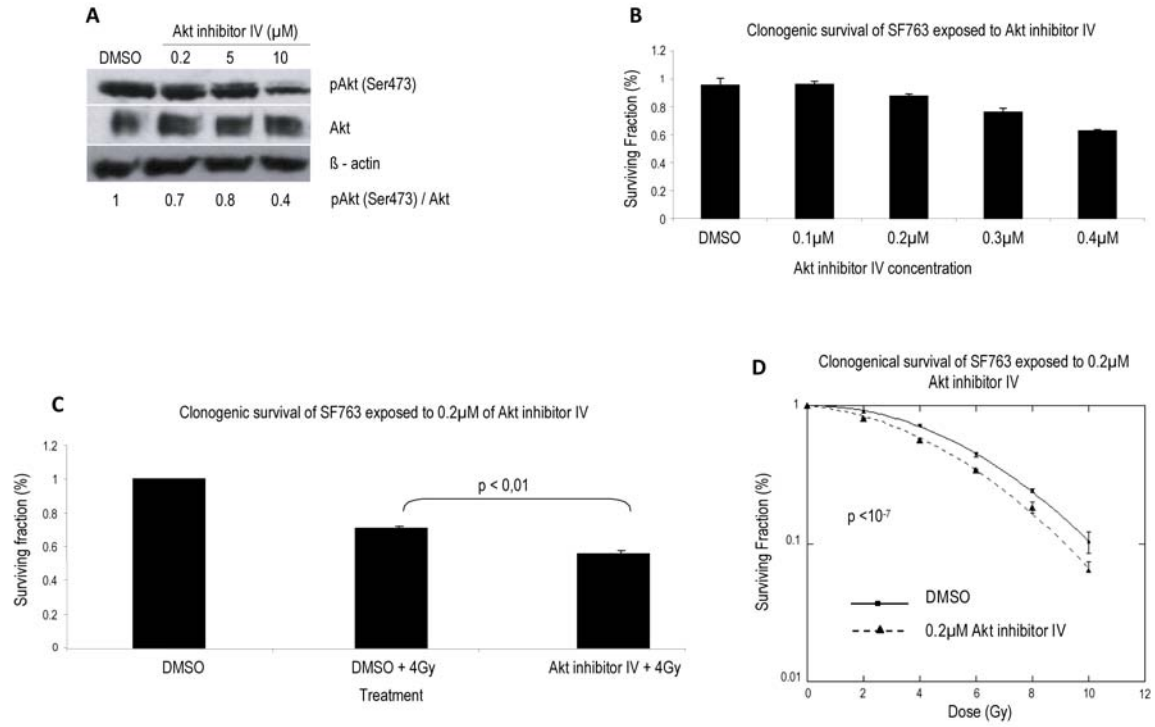 A
Akt inhibitor IV (µM)
DMSO 0.2 5 10
pAkt (Ser473)
Akt
ß - actin
1 0.7 0.8 0.4 pAkt (Ser473) / Akt
B
Clonogenic survival of SF763 exposed to Akt inhibitor IV
Surviving Fraction (%)
1.2
1
0.8
0.6
0.4
0.2
0
DMSO 0.1µM 0.2µM 0.3µM 0.4µM
Akt inhibitor IV concentration
C
Clonogenic survival of SF763 exposed to 0.2µM of Akt inhibitor IV
Surviving fraction (%)
1.2
1
0.8
0.6
0.4
0.2
0
p < 0,01
DMSO DMSO + 4Gy Akt inhibitor IV + 4Gy
Treatment
D
Clonogenical survival of SF763 exposed to 0.2µM
Akt inhibitor IV
Surviving Fraction (%)
1
0.1
0.01
p <10-7
DMSO
0.2µM Akt inhibitor IV
0 2 4 6 8 10 12
Dose (Gy)